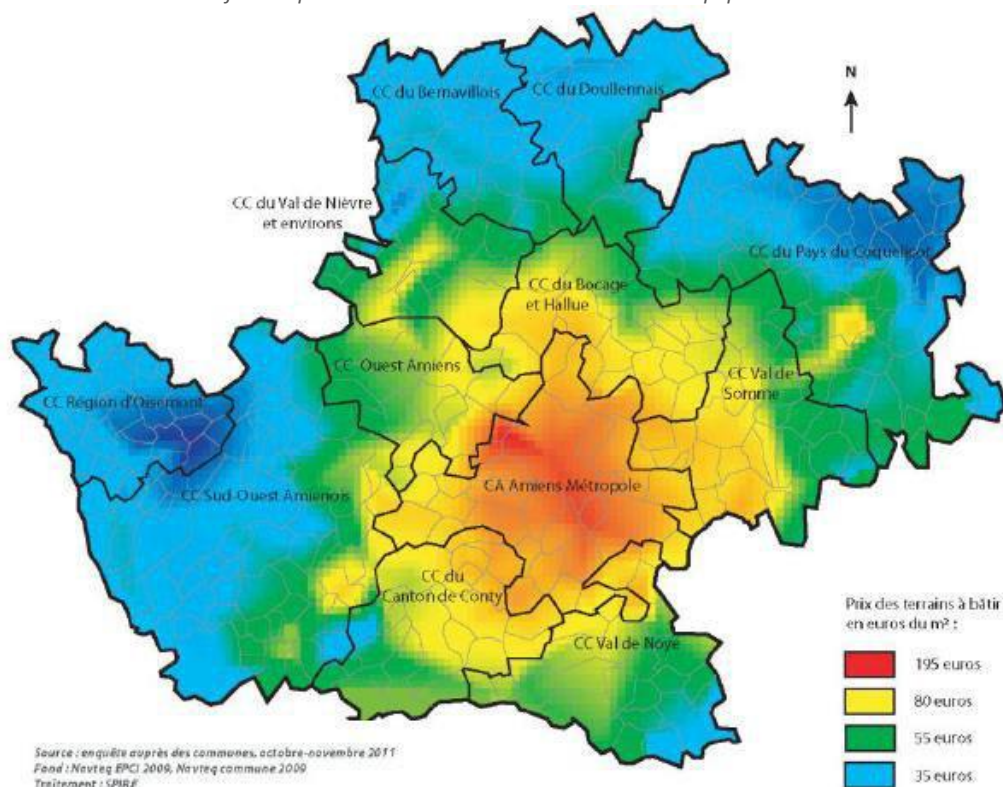 CC du Bernavillois
CC du Doullennais
N
CC du Val de Nièvre
et environs
CC du Pays du Coquelicot
CC du Bocage
et Hallue
CC Ouest Amiens
CC Val de
Somme
CC Région d'Oisemont
CC Sud-Ouest Amienois
CA Amiens Métropole
CC du
Canton de Conty
CC Val de Noye
Prix des terrains à bâtir
en euros du m² :
195 euros
80 euros
55 euros
35 euros
Source : enquête auprès des communes, octobre-novembre 2011
Fond : Navteq EPCI 2009, Navteq commune 2009
Traitement : SPIRE